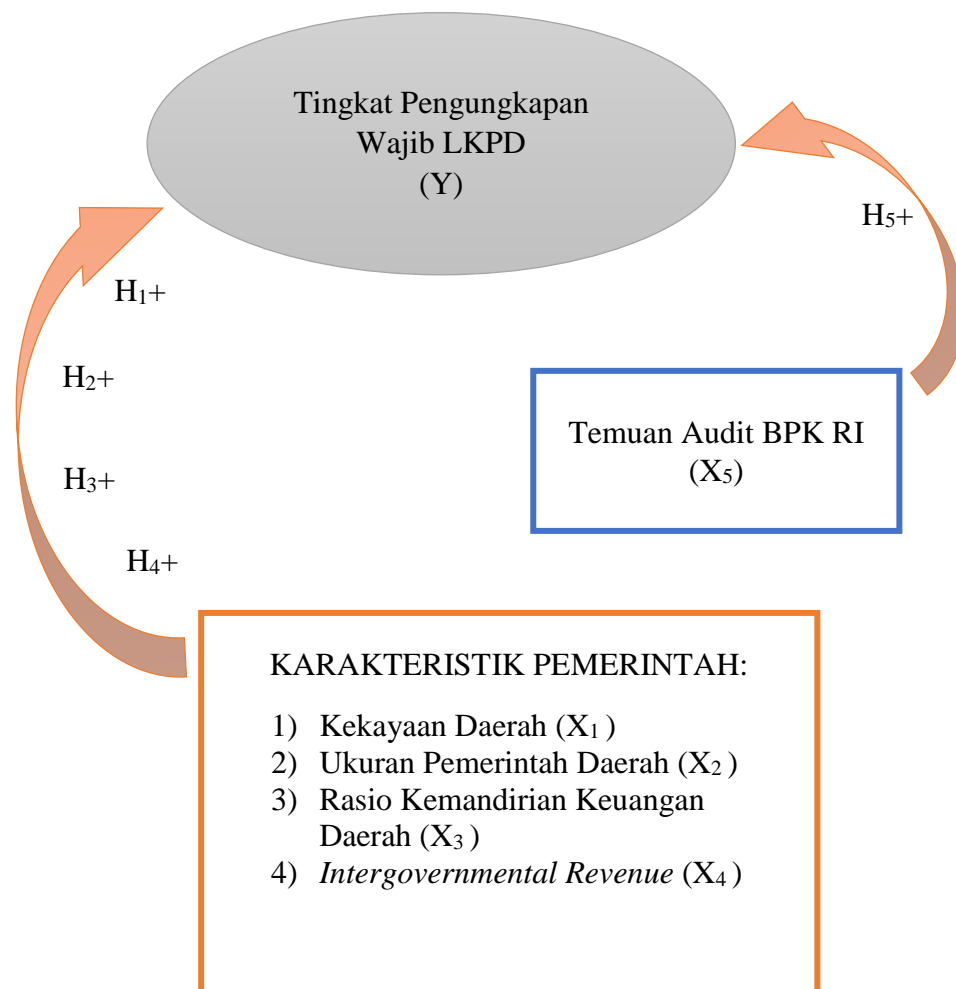 Tingkat Pengungkapan
Wajib LKPD
(Y)
H₅+
H₁+
H₂+
Temuan Audit BPK RI
(X₅)
H₃+
H₄+
KARAKTERISTIK PEMERINTAH:
1) Kekayaan Daerah (X₁ )
2) Ukuran Pemerintah Daerah (X₂ )
3) Rasio Kemandirian Keuangan
Daerah (X₃ )
4) Intergovernmental Revenue (X₄ )